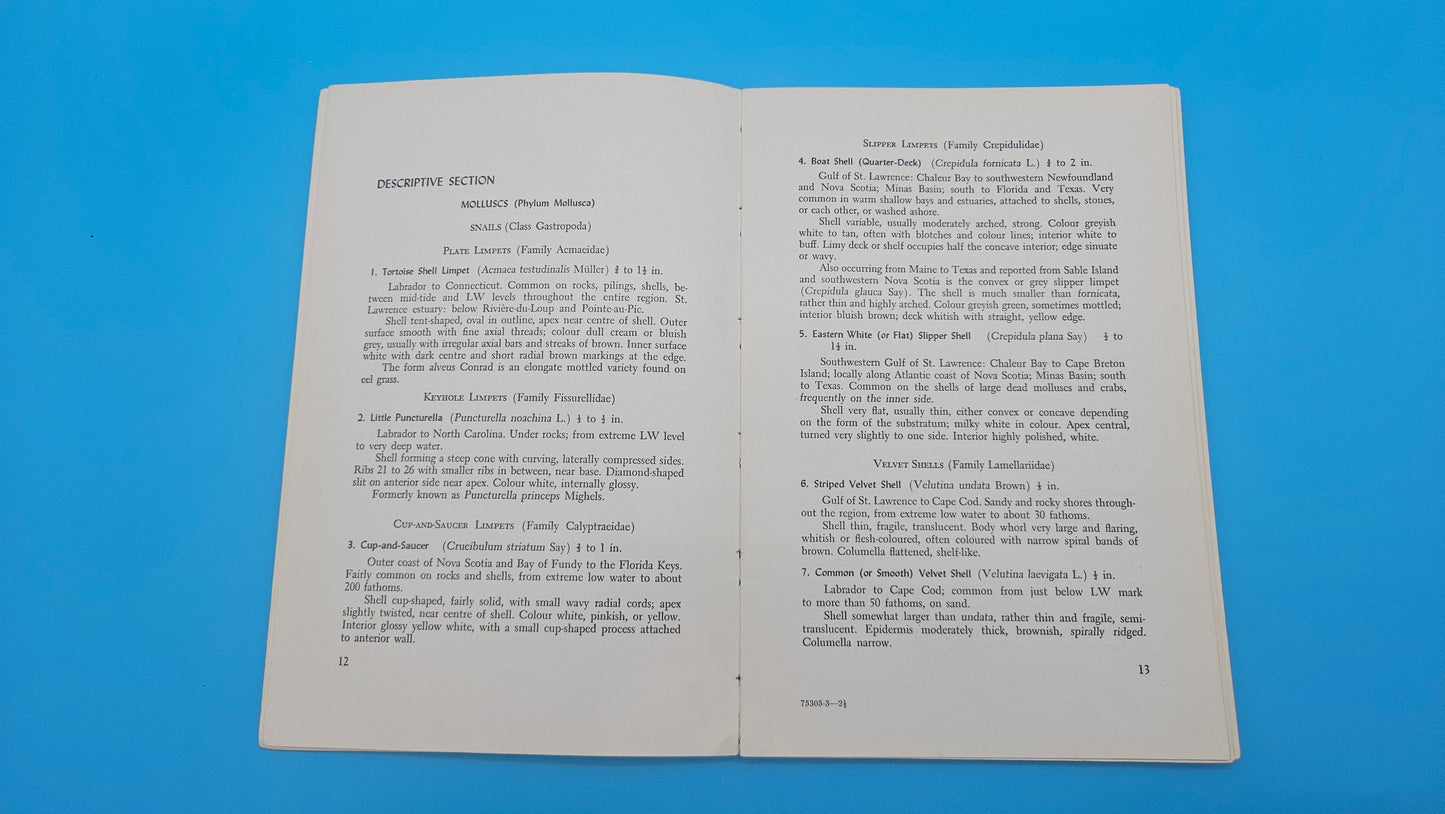 DESCRIPTIVE SECTION
MOLLUSCS (Phylum Mollusca)
SNAILS (Class Gastropoda)
PLATE LIMPETS (Family Acmacidae)
1. Tortoise Shell Limpet (Acmaca testudinalis Müller) ¾ to 1½ in.
Labrador to Connecticut. Common on rocks, pilings, shells, be-
tween mid-tide and LW levels throughout the entire region. St.
Lawrence estuary: below Rivière-du-Loup and Pointe-au-Pic.
Shell tent-shaped, oval in outline, apex near centre of shell. Outer
surface smooth with fine axial threads; colour dull cream or bluish
grey, usually with irregular axial bars and streaks of brown. Inner surface
white with dark centre and short radial brown markings at the edge.
The form alveus Conrad is an elongate mottled variety found on
eel grass.
KEYHOLE LIMPETS (Family Fissurellidae)
2. Little Puncturella (Puncturella noachina L.) to ½ in.
Labrador to North Carolina. Under rocks; from extreme LW level
to very deep water.
Shell forming a steep cone with curving, laterally compressed sides.
Ribs 21 to 26 with smaller ribs in between, near base. Diamond-shaped
slit on anterior side near apex. Colour white, internally glossy.
Formerly known as Puncturella princeps Mighels.
CUP-AND-SAUCER LIMPETS (Family Calyptraeidae)
3. Cup-and-Saucer (Crucibulum striatum Say) to 1 in.
Outer coast of Nova Scotia and Bay of Fundy to the Florida Keys.
Fairly common on rocks and shells, from extreme low water to about
200 fathoms.
Shell cup-shaped, fairly solid, with small wavy radial cords; apex
slightly twisted, near centre of shell. Colour white, pinkish, or yellow.
Interior glossy yellow white, with a small cup-shaped process attached
to anterior wall.
12
SLIPPER LIMPETS (Family Crepidulidae)
4. Boat Shell (Quarter-Deck) (Crepidula fornicata L.) ¾ to 2 in.
Gulf of St. Lawrence: Chaleur Bay to southwestern Newfoundland
and Nova Scotia; Minas Basin; south to Florida and Texas. Very
common in warm shallow bays and estuaries, attached to shells, stones,
or each other, or washed ashore.
Shell variable, usually moderately arched, strong. Colour greyish
white to tan, often with blotches and colour lines; interior white to
buff. Limy deck or shelf occupies half the concave interior; edge sinuate
or wavy.
Also occurring from Maine to Texas and reported from Sable Island
and southwestern Nova Scotia is the convex or grey slipper limpet
(Crepidula glauca Say). The shell is much smaller than fornicata,
rather thin and highly arched. Colour greyish green, sometimes mottled;
interior bluish brown; deck whitish with straight, yellow edge.
5. Eastern White (or Flat) Slipper Shell (Crepidula plana Say) ½ to
1½ in.
Southwestern Gulf of St. Lawrence: Chaleur Bay to Cape Breton
Island; locally along Atlantic coast of Nova Scotia; Minas Basin; south
to Texas. Common on the shells of large dead molluscs and crabs,
frequently on the inner side.
Shell very flat, usually thin, either convex or concave depending
on the form of the substratum; milky white in colour. Apex central,
turned very slightly to one side. Interior highly polished, white.
VELVET SHELLS (Family Lamellariidae)
6. Striped Velvet Shell (Velutina undata Brown) ½ in.
Gulf of St. Lawrence to Cape Cod. Sandy and rocky shores through-
out the region, from extreme low water to about 30 fathoms.
Shell thin, fragile, translucent. Body whorl very large and flaring,
whitish or flesh-coloured, often coloured with narrow spiral bands of
brown. Columella flattened, shelf-like.
7. Common (or Smooth) Velvet Shell (Velutina laevigata L.) ½ in.
Labrador to Cape Cod; common from just below LW mark
to more than 50 fathoms, on sand.
Shell somewhat larger than undata, rather thin and fragile, semi-
translucent. Epidermis moderately thick, brownish, spirally ridged.
Columella narrow.
13
75305-3—2½